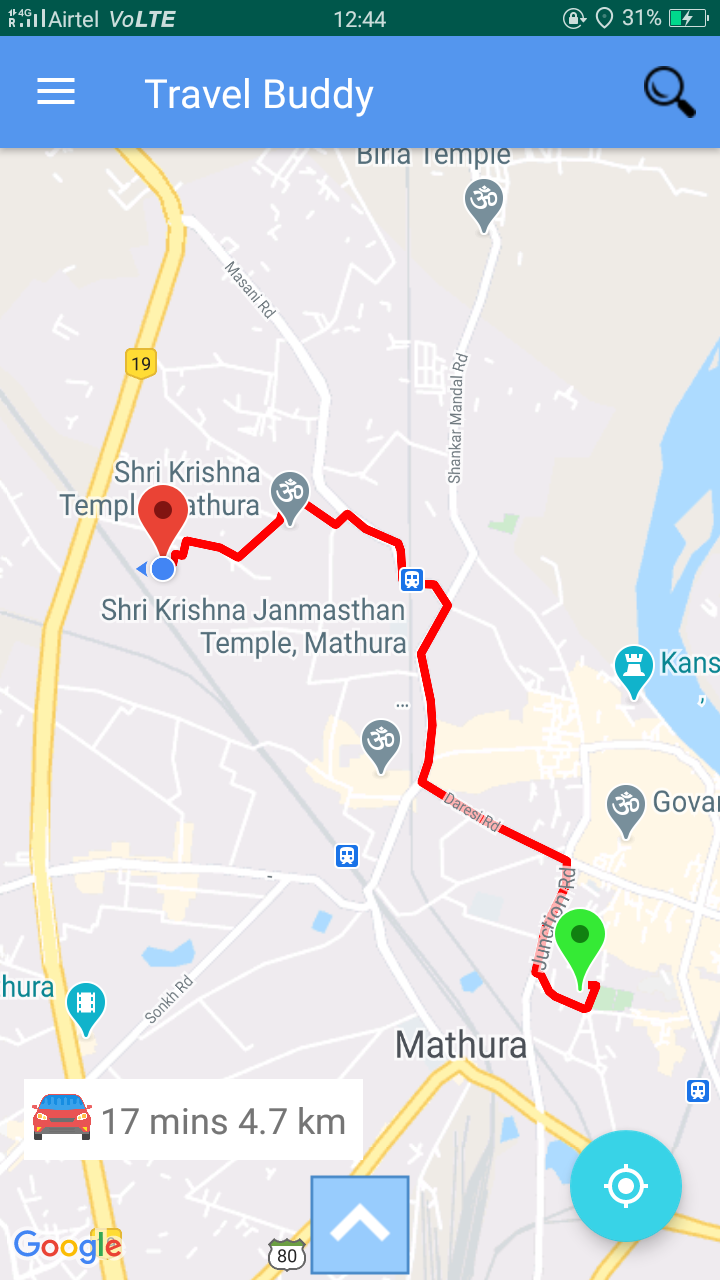 4G
R
Airtel VoLTE
12:44
31%
Travel Buddy
Birla Temple
Masani Rd
19
Shankar Mandal Rd
Shri Krishna
Templ
athura
Shri Krishna Janmasthan
Temple, Mathura
Kans
...
ॐ
ॐ
ॐ
ॐ
Govar
Daresi Rd
Junction Rd
hura
Sonkh Rd
Mathura
17 mins 4.7 km
Google
80